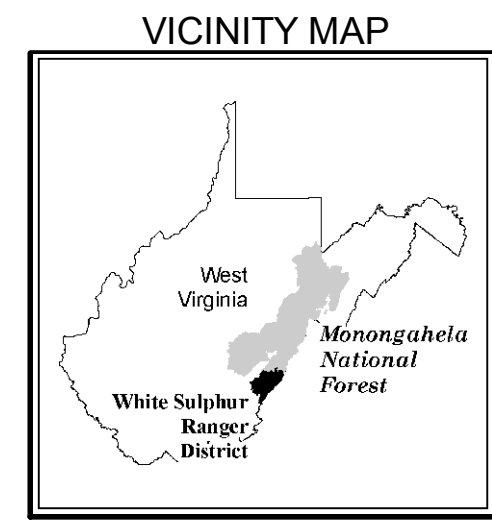 VICINITY MAP
West
Virginia
Monongahela
National
Forest
White Sulphur
Ranger
District